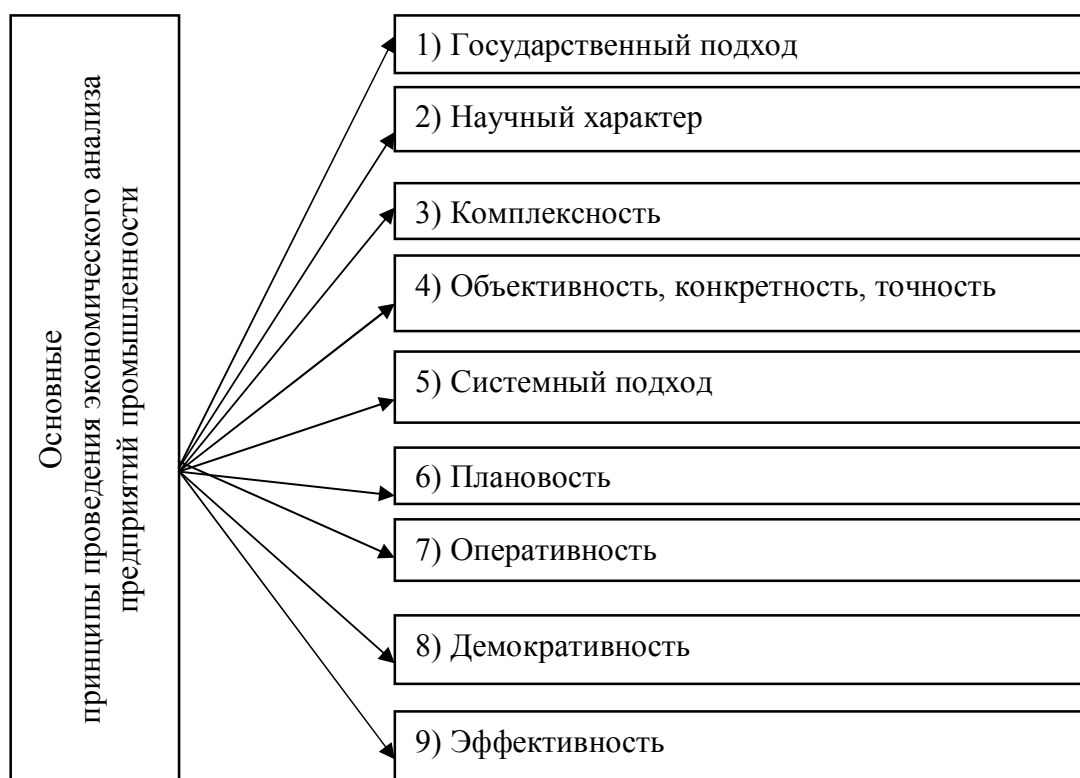 Основные
принципы проведения экономического анализа
предприятий промышленности
1) Государственный подход
2) Научный характер
3) Комплексность
4) Объективность, конкретность, точность
5) Системный подход
6) Плановость
7) Оперативность
8) Демокративность
9) Эффективность